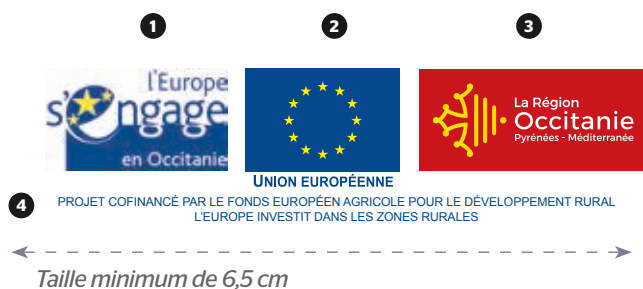 1
2
3
l'Europe
s'engage
en Occitanie
UNION EUROPÉENNE
La Région
Occitanie
Pyrénées - Méditerranée
4
PROJET COFINANCÉ PAR LE FONDS EUROPÉEN AGRICOLE POUR LE DÉVELOPPEMENT RURAL
L'EUROPE INVESTIT DANS LES ZONES RURALES
Taille minimum de 6,5 cm